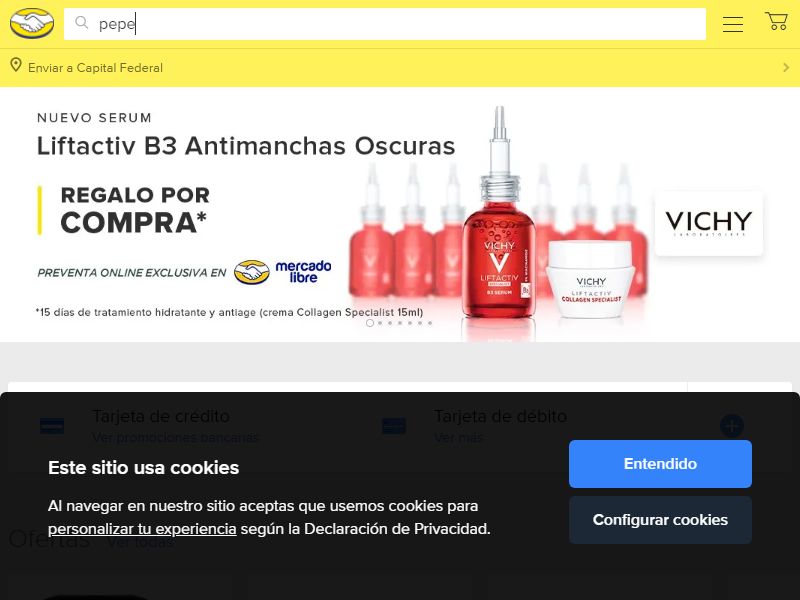 pepe
Enviar a Capital Federal
NUEVO SERUM
Liftactiv B3 Antimanchas Oscuras
REGALO POR
COMPRA*
PREVENTA ONLINE EXCLUSIVA EN mercado libre
*15 días de tratamiento hidratante y antiage (crema Collagen Specialist 15ml)
VICHY
LABORATOIRES
VICHY
LIFTACTIV
SPECIALIST
B3 SERUM
VICHY
LIFTACTIV
COLLAGEN SPECIALIST
Tarjeta de crédito
Ver promociones bancarias
Tarjeta de débito
Ver más
Este sitio usa cookies
Al navegar en nuestro sitio aceptas que usemos cookies para
personalizar tu experiencia según la Declaración de Privacidad.
Entendido
Configurar cookies
Ofertas Ver todas